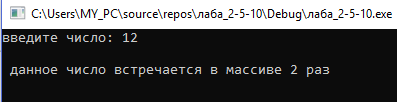 C:\Users\MY_PC\source\repos\лаба_2-5-10\Debug\лаба_2-5-10.exe
введите число: 12
данное число встречается в массиве 2 раз